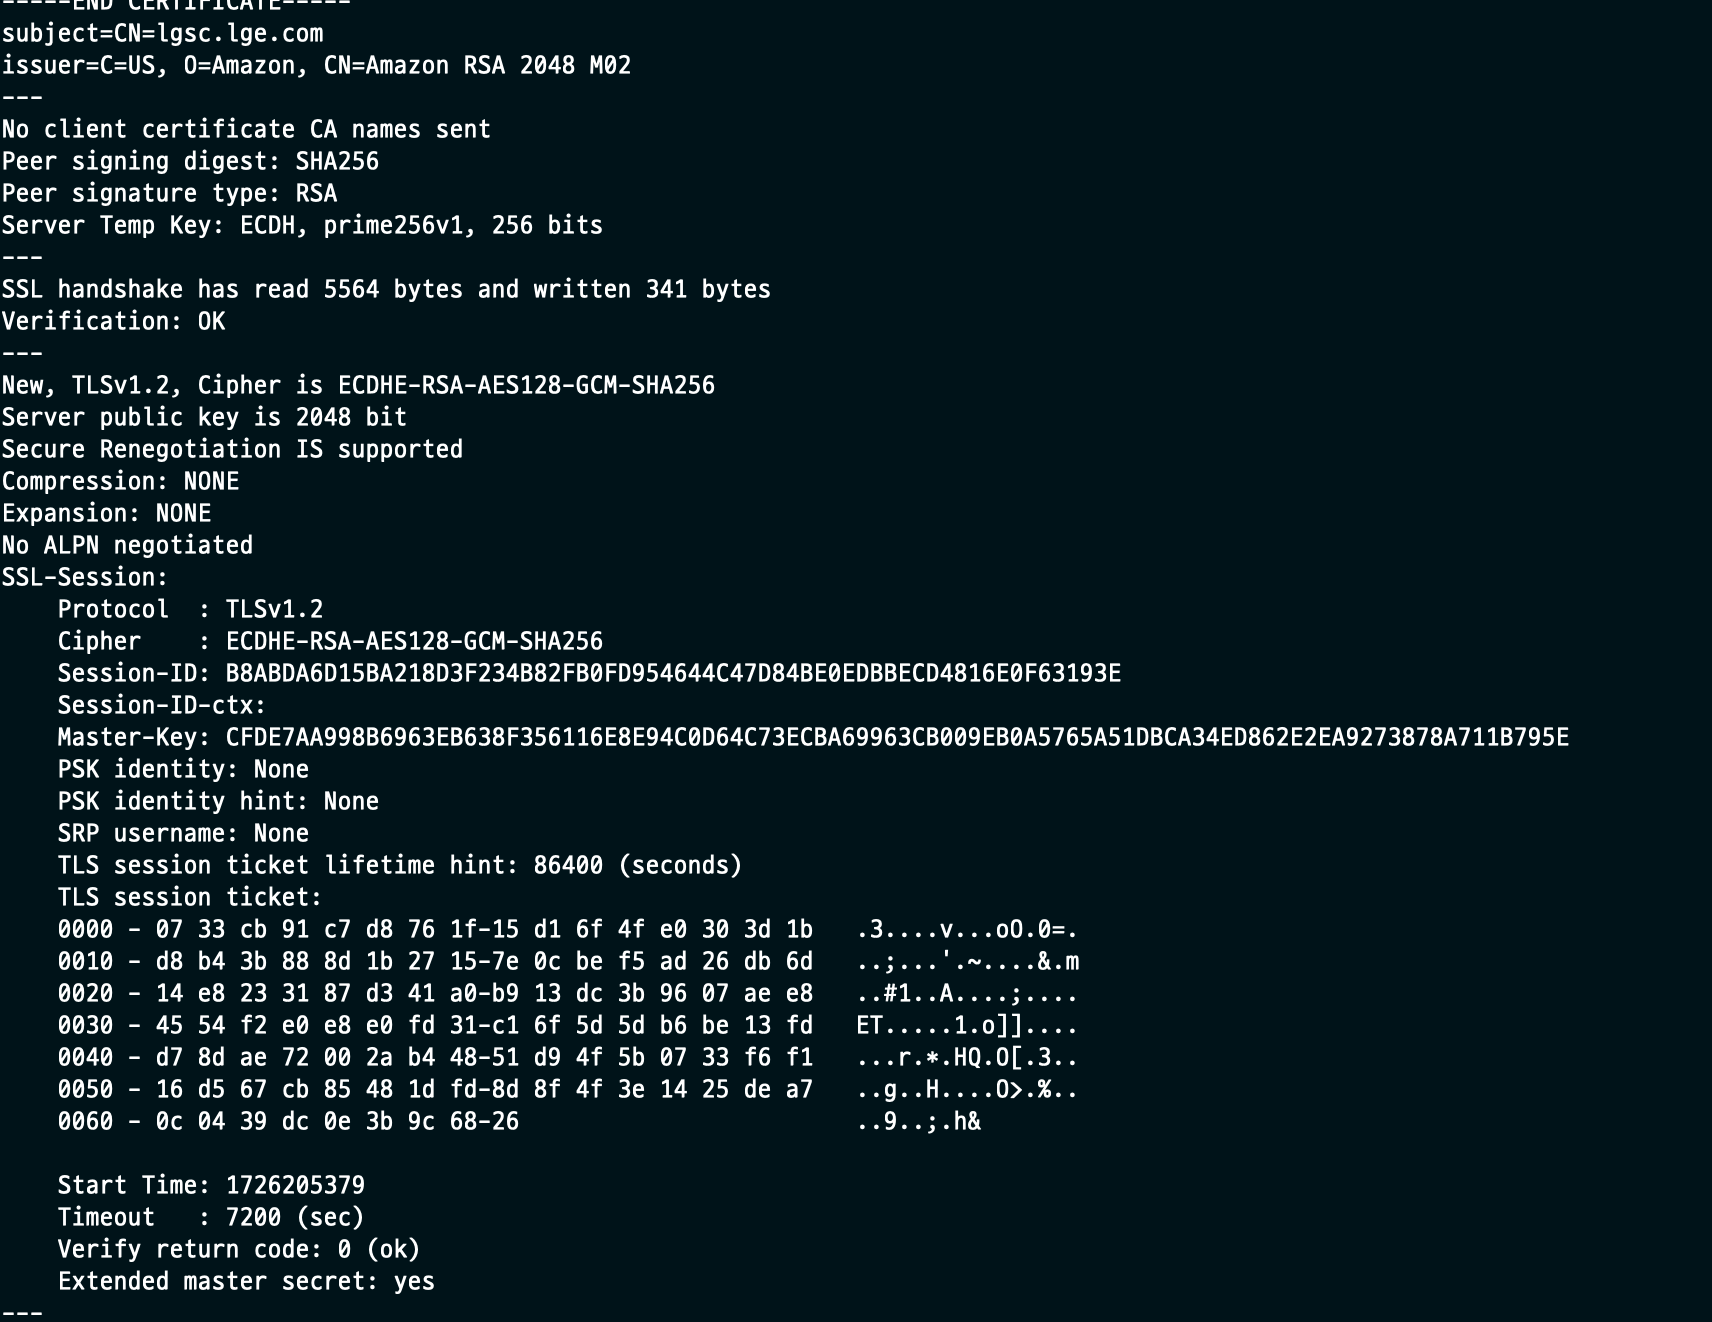 -----END CERTIFICATE-----
subject=CN=lgsc.lge.com
issuer=C=US, O=Amazon, CN=Amazon RSA 2048 M02
---
No client certificate CA names sent
Peer signing digest: SHA256
Peer signature type: RSA
Server Temp Key: ECDH, prime256v1, 256 bits
---
SSL handshake has read 5564 bytes and written 341 bytes
Verification: OK
---
New, TLSv1.2, Cipher is ECDHE-RSA-AES128-GCM-SHA256
Server public key is 2048 bit
Secure Renegotiation IS supported
Compression: NONE
Expansion: NONE
No ALPN negotiated
SSL-Session:
    Protocol  : TLSv1.2
    Cipher    : ECDHE-RSA-AES128-GCM-SHA256
    Session-ID: B8ABDA6D15BA218D3F234B82FB0FD954644C47D84BE0EDBBECD4816E0F63193E
    Session-ID-ctx:
    Master-Key: CFDE7AA998B6963EB638F356116E8E94C0D64C73ECBA69963CB009EB0A5765A51DBCA34ED862E2EA9273878A711B795E
    PSK identity: None
    PSK identity hint: None
    SRP username: None
    TLS session ticket lifetime hint: 86400 (seconds)
    TLS session ticket:
    0000 - 07 33 cb 91 c7 d8 76 1f-15 d1 6f 4f e0 30 3d 1b   .3....v...oO.0=.
    0010 - d8 b4 3b 88 8d 1b 27 15-7e 0c be f5 ad 26 db 6d   ..;...'.~....&.m
    0020 - 14 e8 23 31 87 d3 41 a0-b9 13 dc 3b 96 07 ae e8   ..#1..A....;....
    0030 - 45 54 f2 e0 e8 e0 fd 31-c1 6f 5d 5d b6 be 13 fd   ET.....1.o]]....
    0040 - d7 8d ae 72 00 2a b4 48-51 d9 4f 5b 07 33 f6 f1   ...r.*.HQ.O[.3..
    0050 - 16 d5 67 cb 85 48 1d fd-8d 8f 4f 3e 14 25 de a7   ..g..H....O>.%..
    0060 - 0c 04 39 dc 0e 3b 9c 68-26                        ..9..;.h&
    Start Time: 1726205379
    Timeout   : 7200 (sec)
    Verify return code: 0 (ok)
    Extended master secret: yes
---